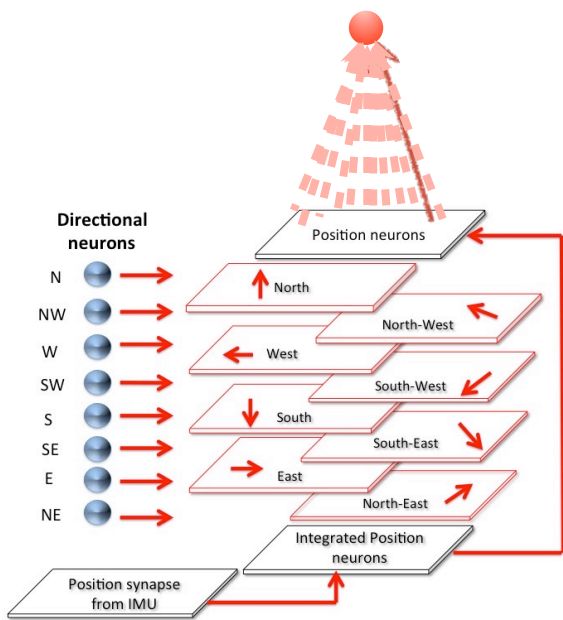 Directional
neurons
Position neurons
N
North
NW
North-West
W
West
SW
South-West
S
South
SE
South-East
E
East
NE
North-East
Integrated Position
neurons
Position synapse
from IMU